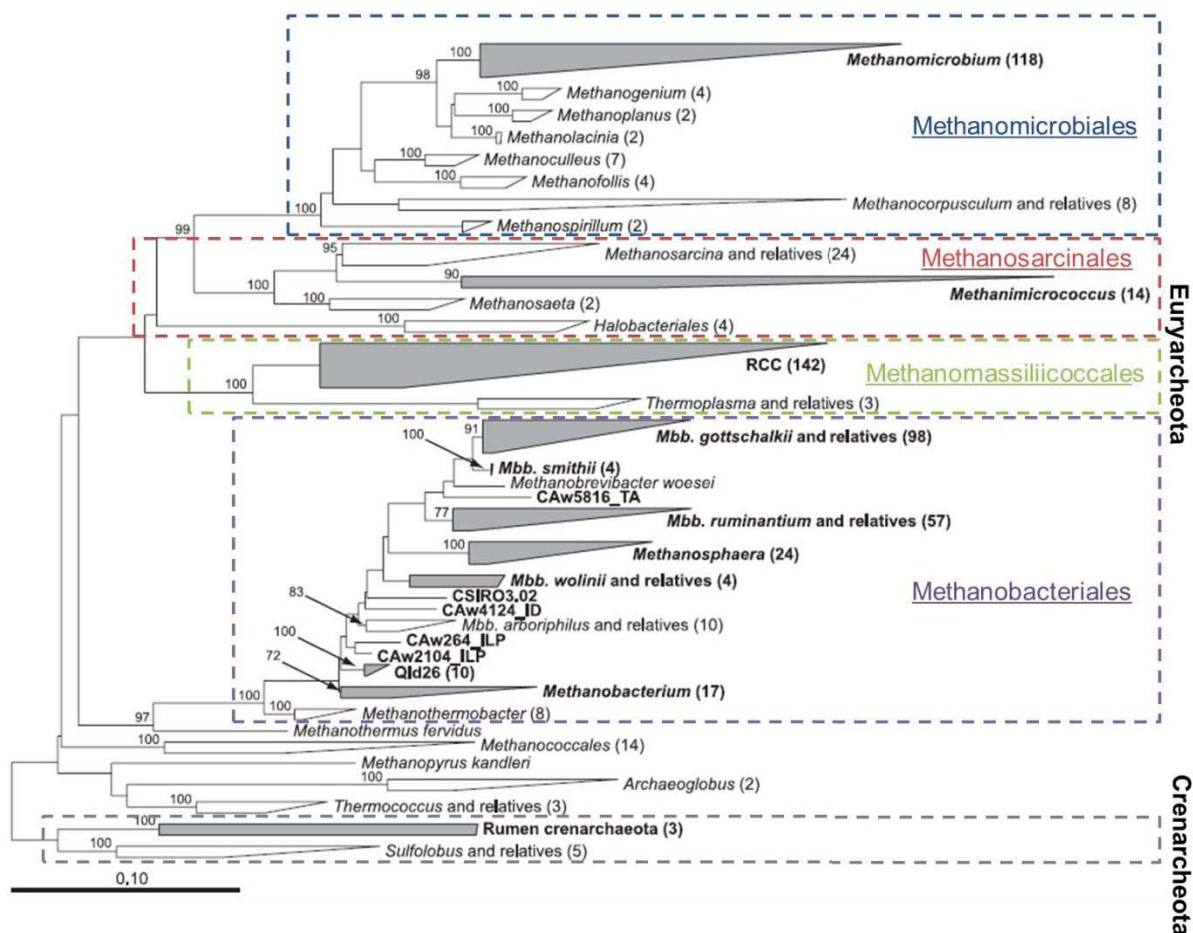 100
Methanomicrobium (118)
98
100
Methanogenium (4)
100
Methanoplanus (2)
Methanomicrobiales
100
Methanolacinia (2)
100
Methanoculleus (7)
100
Methanofollis (4)
100
Methanocorpusculum and relatives (8)
Methanospirillum (2)
99
95
Methanosarcina and relatives (24)
Methanosarcinales
90
100
Methanimicrococcus (14)
100
Methanosaeta (2)
100
Halobacteriales (4)
Euryarcheota
RCC (142)
Methanomassiliicoccales
100
Thermoplasma and relatives (3)
91
Mbb. gottschalkii and relatives (98)
100
Mbb. smithii (4)
Methanobrevibacter woesei
CAw5816_TA
77
Mbb. ruminantium and relatives (57)
100
Methanosphaera (24)
Mbb. wolinii and relatives (4)
Methanobacteriales
83
CSIRO3.02
CAw4124_ID
Mbb. arboriphilus and relatives (10)
100
CAw264_ILP
CAw2104_ILP
72
Qld26 (10)
Methanobacterium (17)
100
100
Methanothermobacter (8)
97
Methanothermus fervidus
100
Methanococcales (14)
Methanopyrus kandleri
100
Archaeoglobus (2)
100
Thermococcus and relatives (3)
Crenarcheota
100
Rumen crenarchaeota (3)
100
Sulfolobus and relatives (5)
0,10